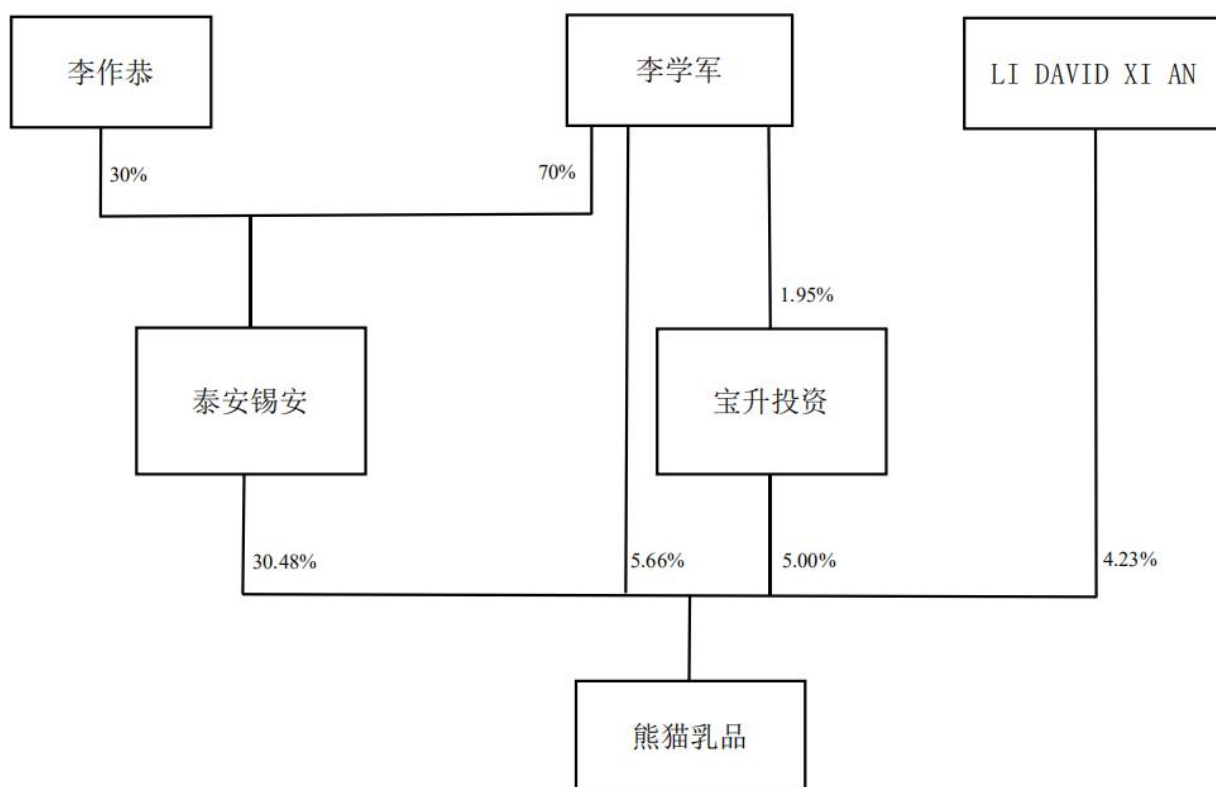 李作恭
李学军
LI DAVID XI AN
30%
70%
1.95%
泰安锡安
宝升投资
30.48%
5.66%
5.00%
4.23%
熊猫乳品